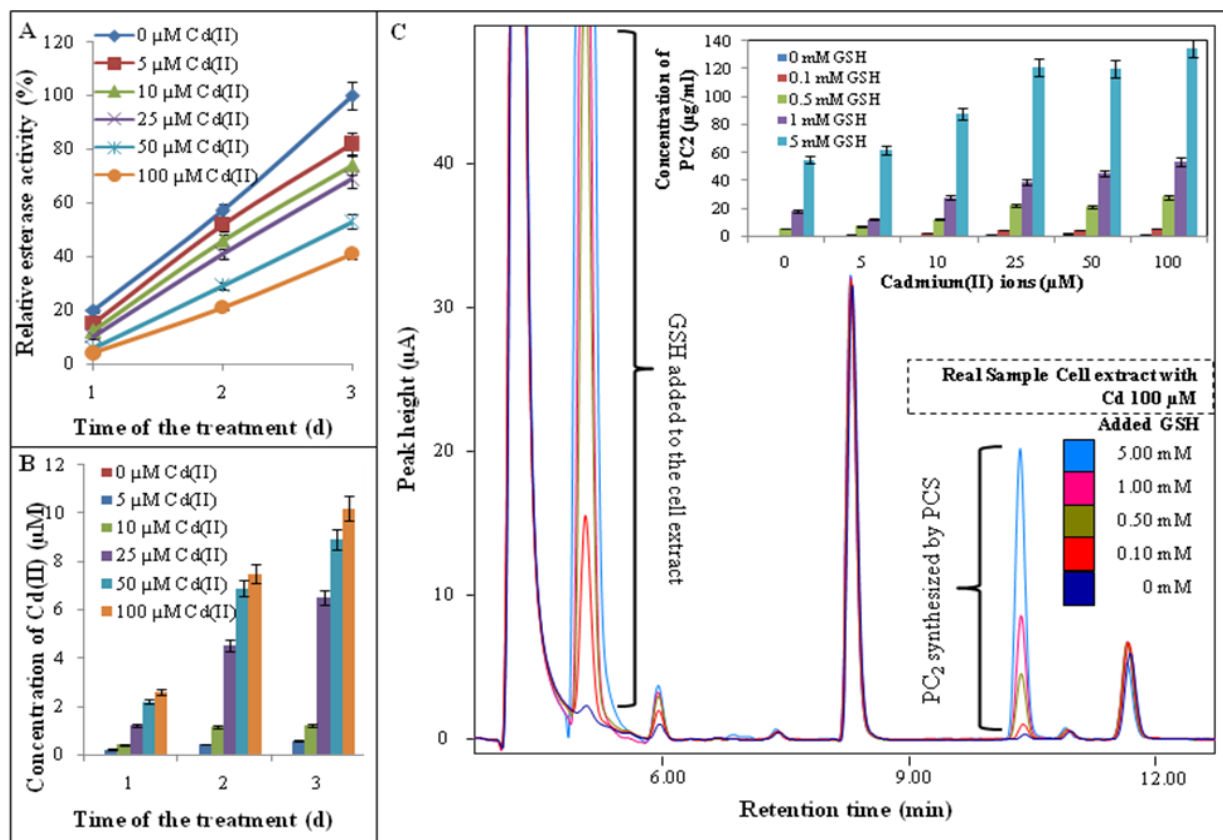 A
Relative esterase activity (%)
120
100
80
60
40
20
0
0 µM Cd(II)
5 µM Cd(II)
10 µM Cd(II)
25 µM Cd(II)
50 µM Cd(II)
100 µM Cd(II)
1 2 3
Time of the treatment (d)
B
Concentration of Cd(II) (µM)
12
10
8
6
4
2
0
0 µM Cd(II)
5 µM Cd(II)
10 µM Cd(II)
25 µM Cd(II)
50 µM Cd(II)
100 µM Cd(II)
1 2 3
Time of the treatment (d)
C
Peak height (µA)
40
30
20
10
0
GSH added to the cell extract
Concentration of
PC2 (µg/ml)
140
120
100
80
60
40
20
0
0 mM GSH
0.1 mM GSH
0.5 mM GSH
1 mM GSH
5 mM GSH
0 5 10 25 50 100
Cadmium(II) ions (µM)
Real Sample Cell extract with
Cd 100 µM
Added GSH
5.00 mM
1.00 mM
0.50 mM
0.10 mM
0 mM
PC₂ synthesized by PCS
6.00 9.00 12.00
Retention time (min)